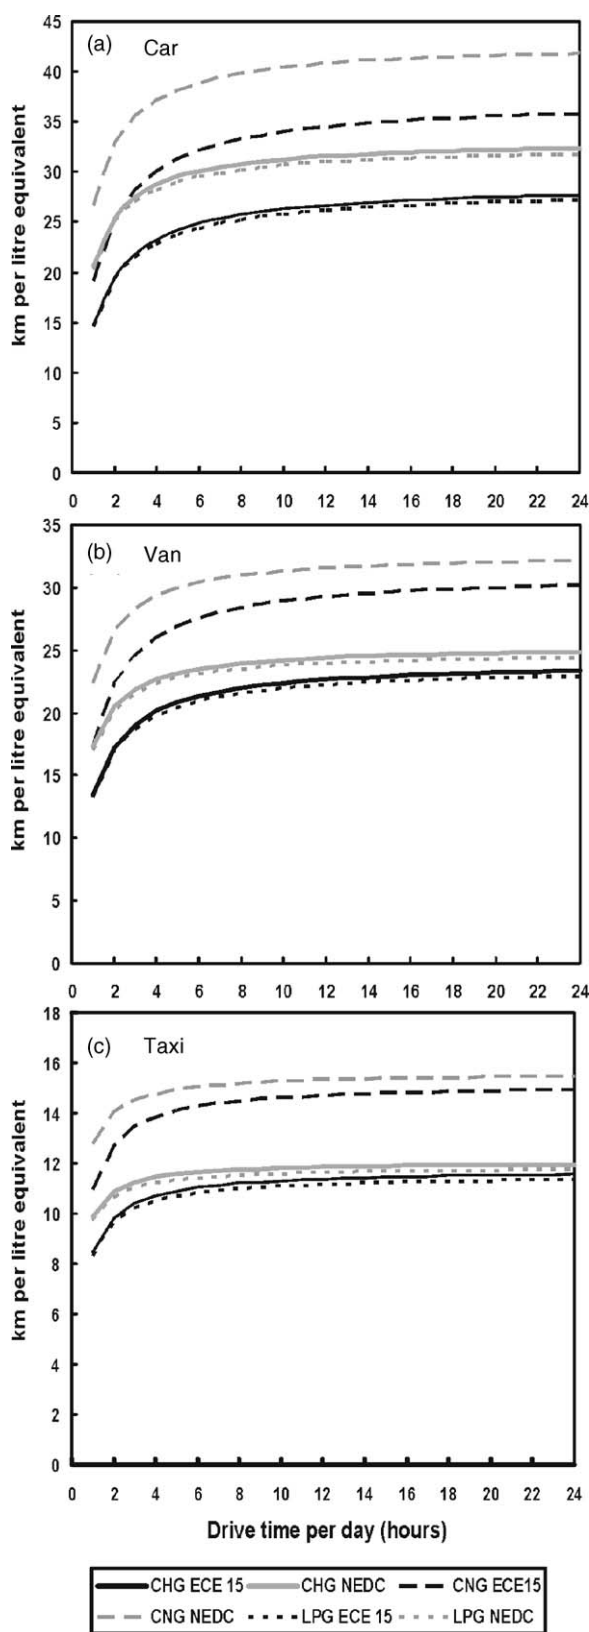 (a) Car
km per litre equivalent
45
40
35
30
25
20
15
10
5
0
0 2 4 6 8 10 12 14 16 18 20 22 24
(b) Van
km per litre equivalent
35
30
25
20
15
10
5
0
0 2 4 6 8 10 12 14 16 18 20 22 24
(c) Taxi
km per litre equivalent
18
16
14
12
10
8
6
4
2
0
0 2 4 6 8 10 12 14 16 18 20 22 24
Drive time per day (hours)
CHG ECE 15 CHG NEDC CNG ECE15
CNG NEDC LPG ECE 15 LPG NEDC